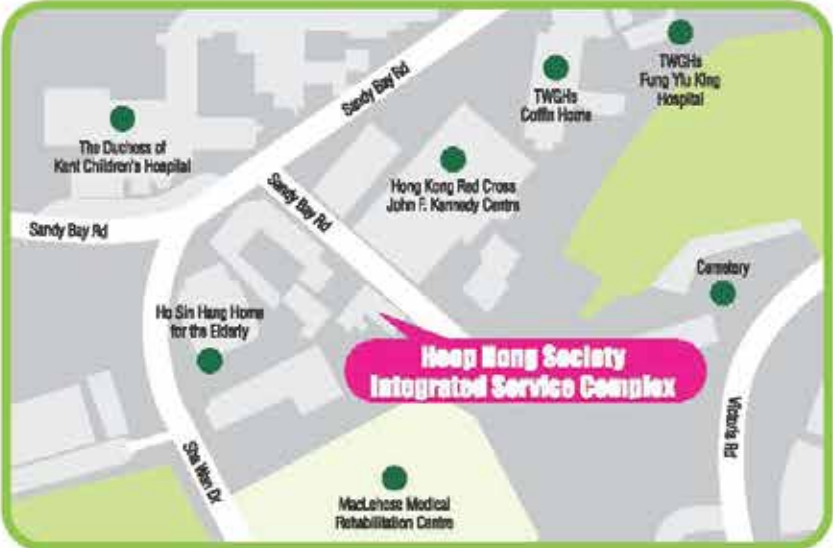 Sandy Bay Rd
TWGHs
Coffin Home
TWGHs
Fung Yiu King
Hospital
The Duchess of
Kent Children's Hospital
Hong Kong Red Cross
John F. Kennedy Centre
Sandy Bay Rd
Sandy Bay Rd
Cemetery
Ho Sin Hang Home
for the Elderly
Heep Hong Society
Integrated Service Complex
Victoria Rd
Sha Wan Dr
MacLehose Medical
Rehabilitation Centre